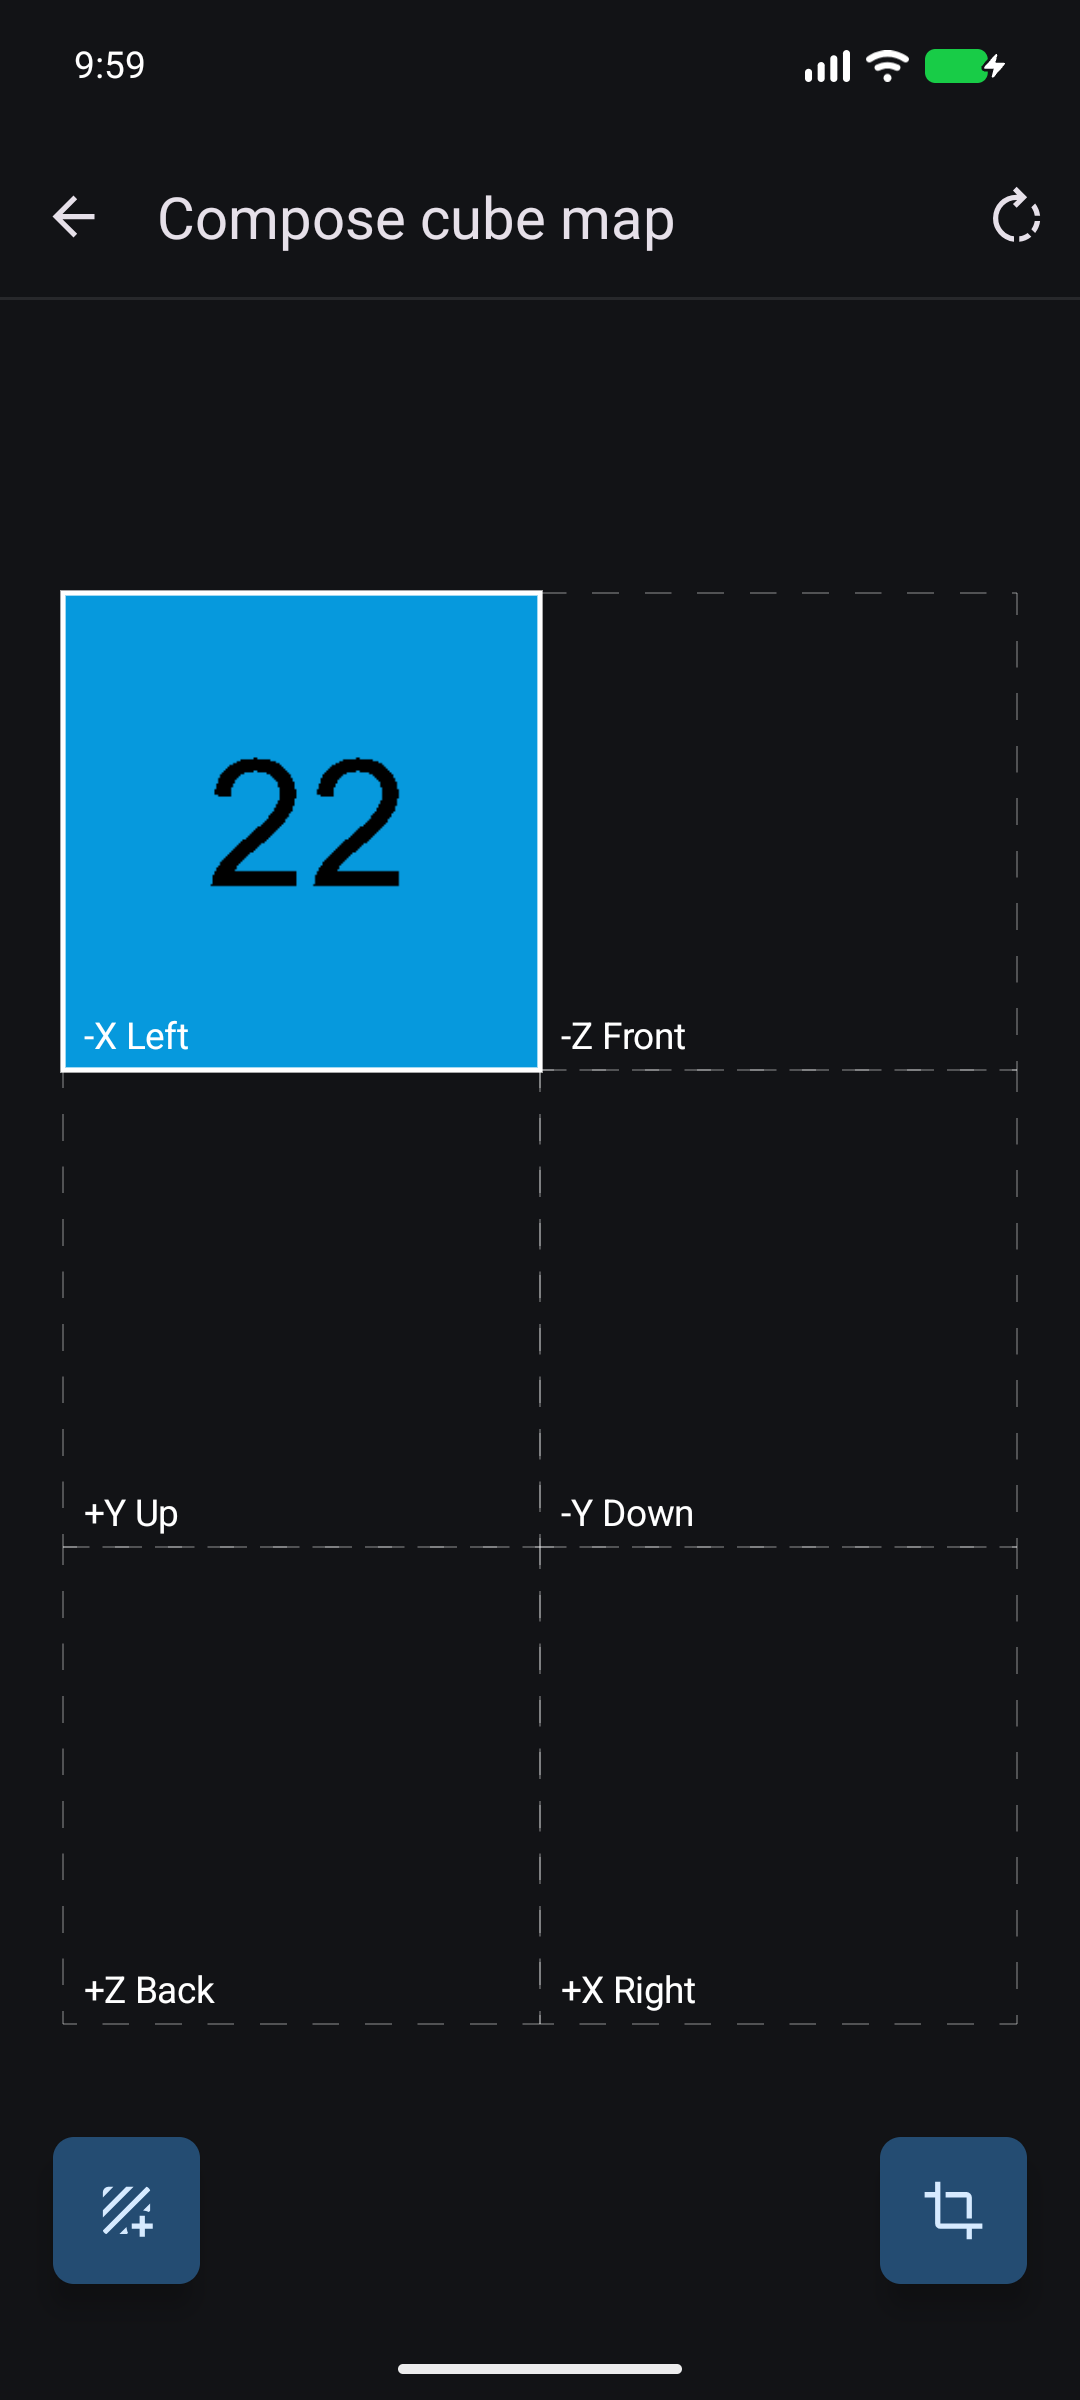 9:59
Compose cube map
22
-X Left
-Z Front
+Y Up
-Y Down
+Z Back
+X Right